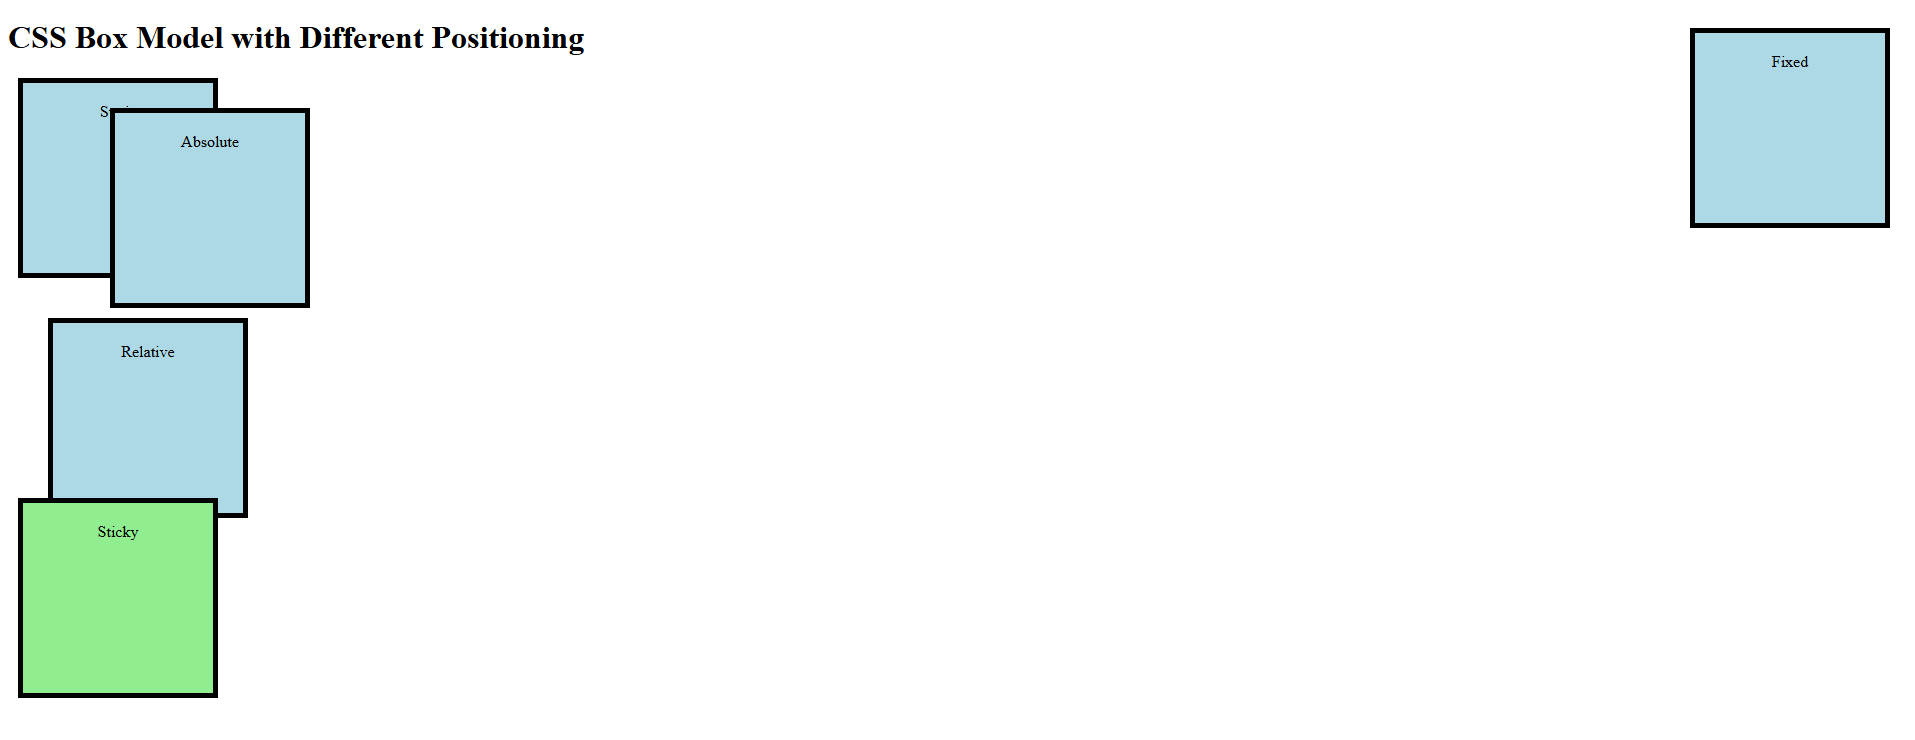 CSS Box Model with Different Positioning
Fixed
Absolute
Relative
Sticky